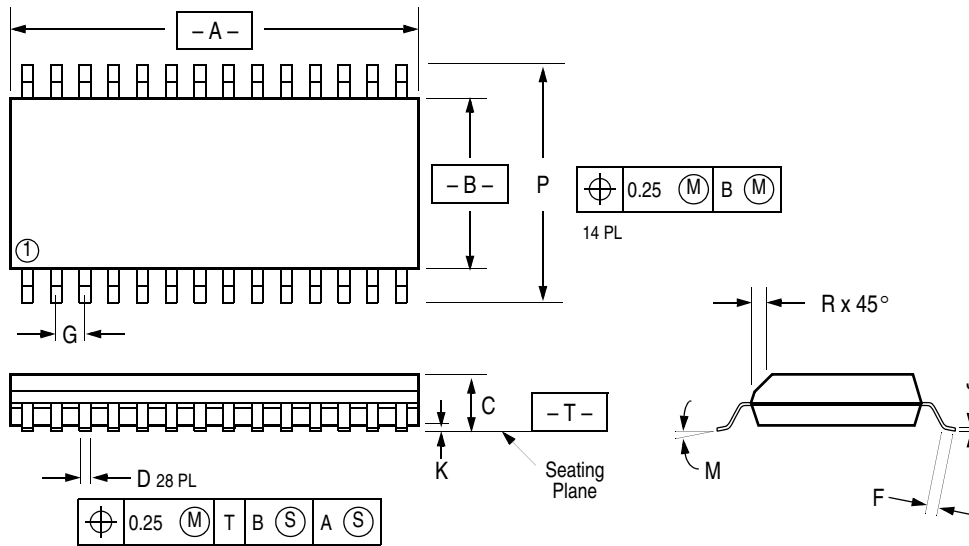 – A –
– B –
P
⌖ 0.25 Ⓜ B Ⓜ
14 PL
①
G
R x 45°
C
– T –
K
Seating
Plane
D 28 PL
⌖ 0.25 Ⓜ T B Ⓢ A Ⓢ
M
F